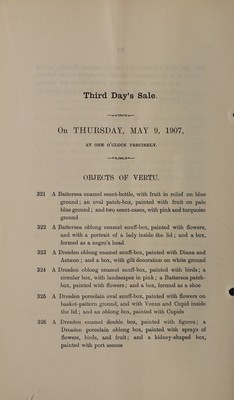 Third Day's Sale.
On THURSDAY, MAY 9, 1907,
AT ONE O'CLOCK PRECISELY.
OBJECTS OF VERTU.
321 A Battersea enamel scent-bottle, with fruit in relief on blue
ground; an oval patch-box, painted with fruit on pale
blue ground; and two scent-cases, with pink and turquoise
ground
322 A Battersea oblong enamel snuff-box, painted with flowers,
and with a portrait of a lady inside the lid; and a box,
formed as a negro's head
323 A Dresden oblong enamel snuff-box, painted with Diana and
Actæon; and a box, with gilt decoration on white ground
324 A Dresden oblong enamel snuff-box, painted with birds; a
circular box, with landscapes in pink; a Battersea patch-
box, painted with flowers; and a box, formed as a shoe
325 A Dresden porcelain oval snuff-box, painted with flowers on
basket-pattern ground, and with Venus and Cupid inside
the lid; and an oblong box, painted with Cupids
326 A Dresden enamel double box, painted with figures; a
Dresden porcelain oblong box, painted with sprays of
flowers, birds, and fruit; and a kidney-shaped box,
painted with port scenes